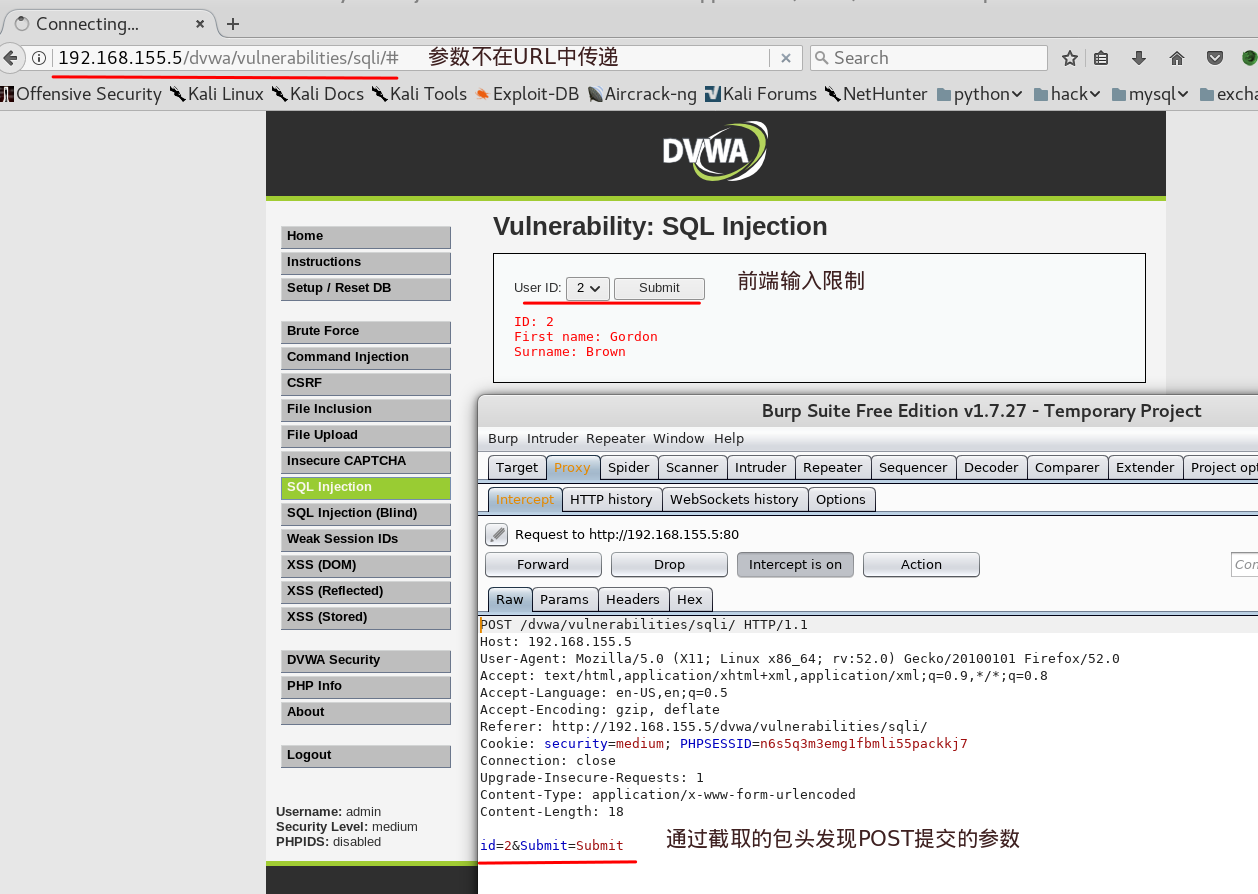 Connecting...
192.168.155.5/dvwa/vulnerabilities/sqli/#
参数不在URL中传递
Search
Offensive Security Kali Linux Kali Docs Kali Tools Exploit-DB Aircrack-ng Kali Forums NetHunter python hack mysql
DVWA
Vulnerability: SQL Injection
Home
Instructions
Setup / Reset DB
Brute Force
Command Injection
CSRF
File Inclusion
File Upload
Insecure CAPTCHA
SQL Injection
SQL Injection (Blind)
Weak Session IDs
XSS (DOM)
XSS (Reflected)
XSS (Stored)
DVWA Security
PHP Info
About
Logout
Username: admin
Security Level: medium
PHPIDS: disabled
User ID: 2 Submit
前端输入限制
ID: 2
First name: Gordon
Surname: Brown
Burp Suite Free Edition v1.7.27 - Temporary Project
Burp Intruder Repeater Window Help
Target Proxy Spider Scanner Intruder Repeater Sequencer Decoder Comparer Extender Project
Intercept HTTP history WebSockets history Options
Request to http://192.168.155.5:80
Forward Drop Intercept is on Action
Raw Params Headers Hex
POST /dvwa/vulnerabilities/sqli/ HTTP/1.1
Host: 192.168.155.5
User-Agent: Mozilla/5.0 (X11; Linux x86_64; rv:52.0) Gecko/20100101 Firefox/52.0
Accept: text/html,application/xhtml+xml,application/xml;q=0.9,*/*;q=0.8
Accept-Language: en-US,en;q=0.5
Accept-Encoding: gzip, deflate
Referer: http://192.168.155.5/dvwa/vulnerabilities/sqli/
Cookie: security=medium; PHPSESSID=n6s5q3m3emg1fbmli55packkj7
Connection: close
Upgrade-Insecure-Requests: 1
Content-Type: application/x-www-form-urlencoded
Content-Length: 18
id=2&Submit=Submit
通过截取的包头发现POST提交的参数